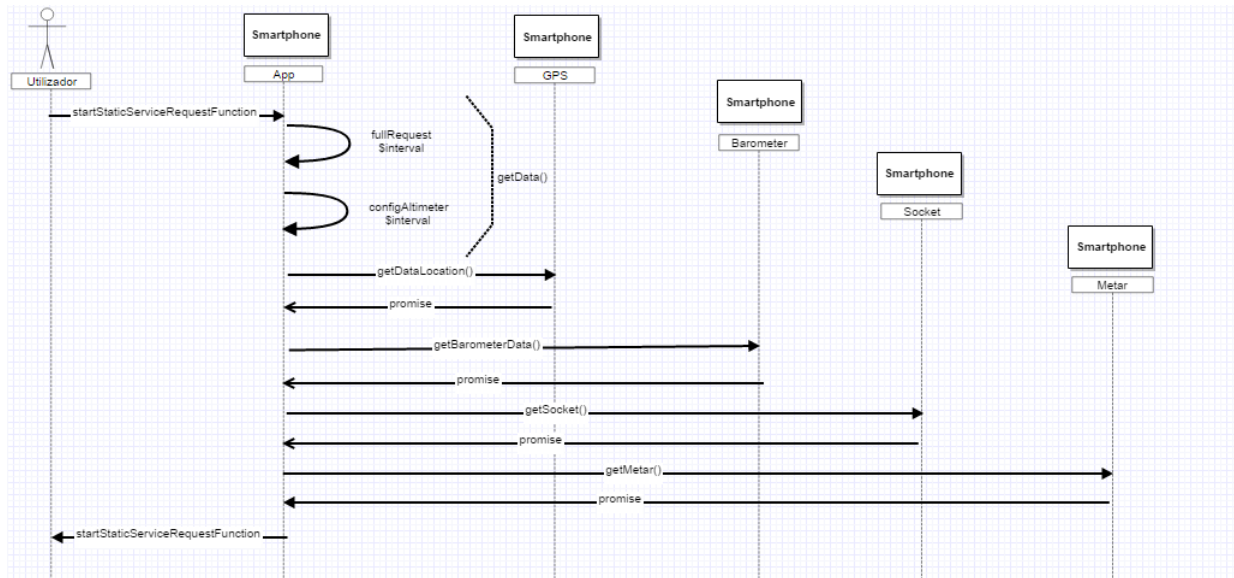 Smartphone
Smartphone
App
GPS
Utilizador
Smartphone
startStaticServiceRequestFunction
fullRequest
$interval
Barometer
Smartphone
getData()
configAltimeter
$interval
Socket
Smartphone
getDataLocation()
Metar
promise
getBarometerData()
promise
getSocket()
promise
getMetar()
promise
startStaticServiceRequestFunction